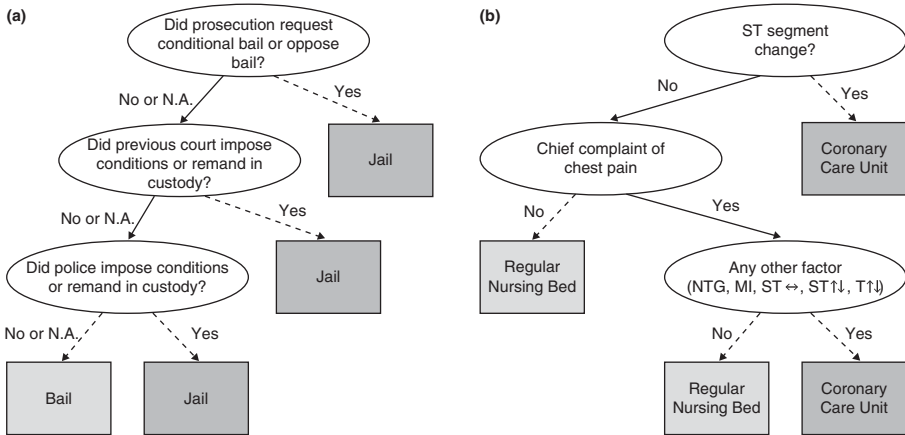 (a)
Did prosecution request
conditional bail or oppose
bail?
No or N.A.
Yes
Did previous court impose
conditions or remand in
custody?
Jail
No or N.A.
Yes
Did police impose conditions
or remand in custody?
Jail
No or N.A.
Yes
Bail
Jail
(b)
ST segment
change?
No
Yes
Chief complaint of
chest pain
Coronary
Care Unit
No
Yes
Regular
Nursing Bed
Any other factor
(NTG, MI, ST↔, ST⇅, T⇅)
No
Yes
Regular
Nursing Bed
Coronary
Care Unit